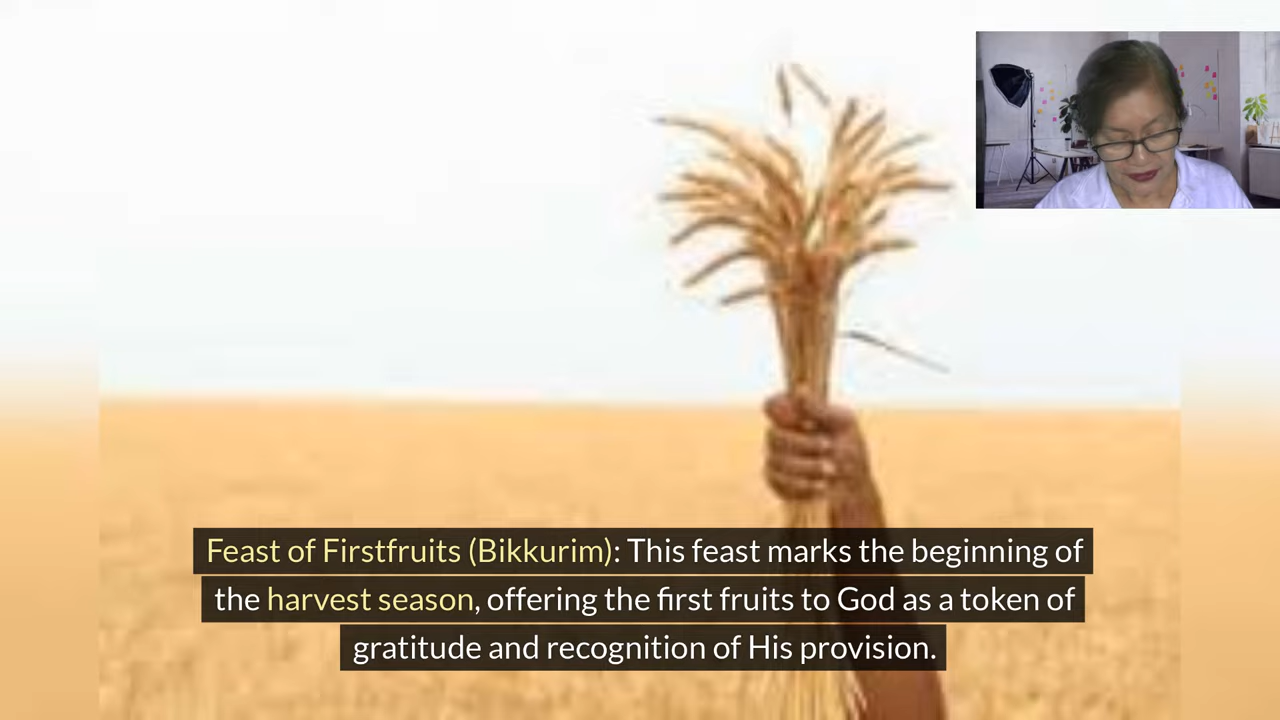 Feast of Firstfruits (Bikkurim): This feast marks the beginning of
the harvest season, offering the first fruits to God as a token of
gratitude and recognition of His provision.